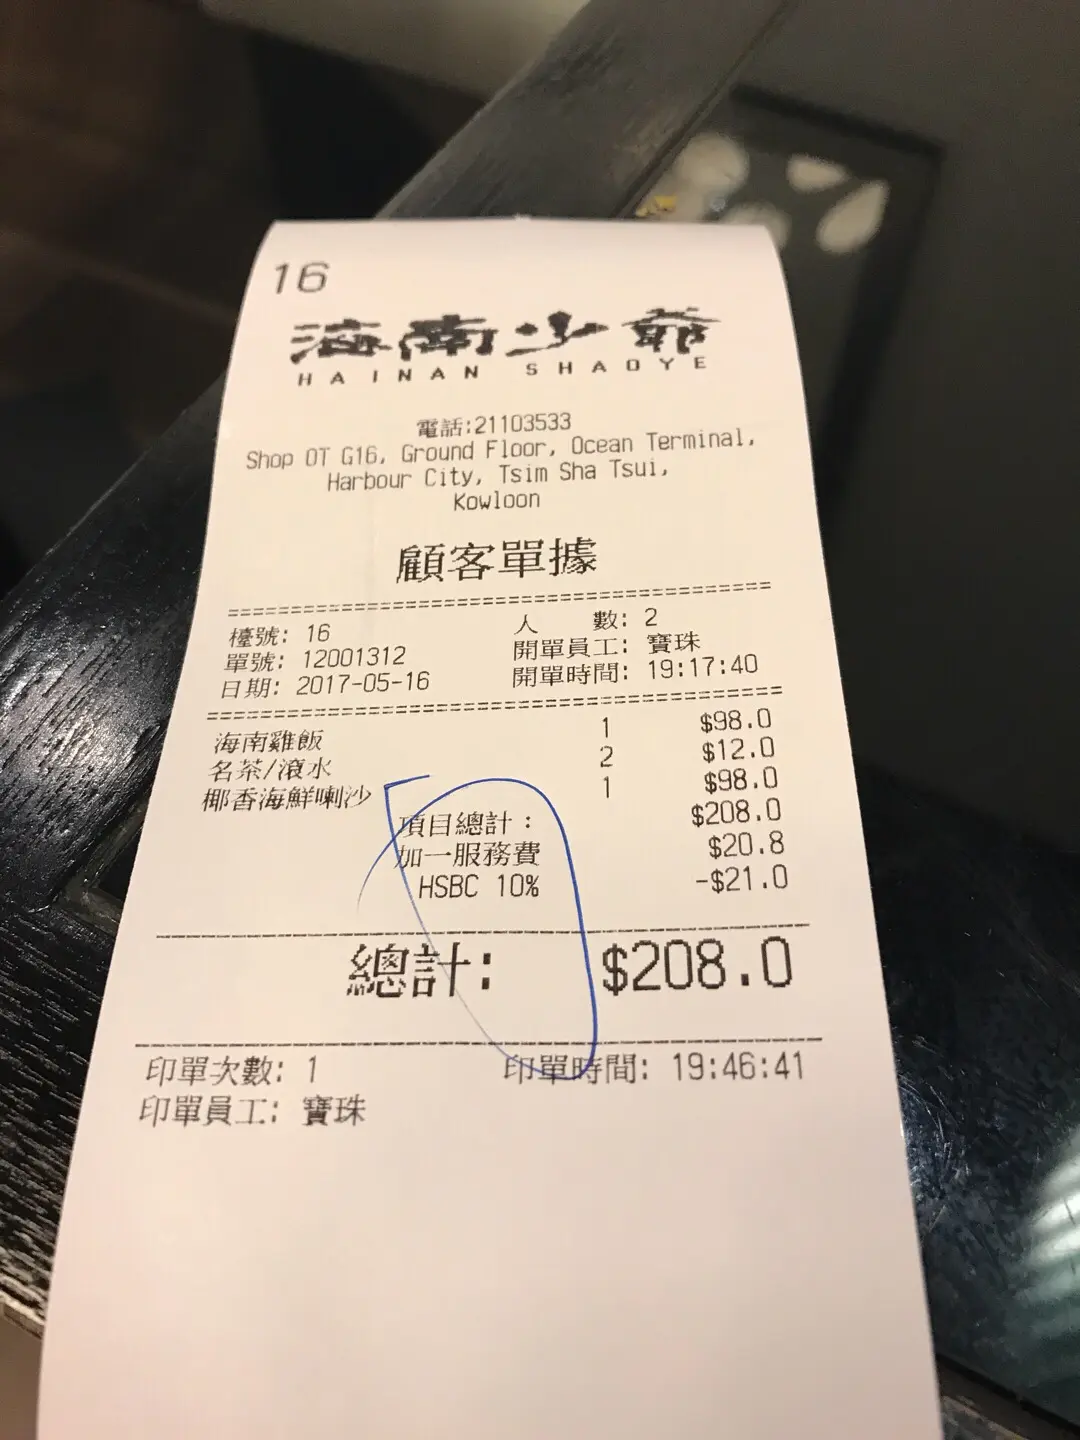 16
海南少爺
HAINAN SHAOYE
電話:21103533
Shop OT G16, Ground Floor, Ocean Terminal,
Harbour City, Tsim Sha Tsui,
Kowloon
顧客單據
檯號: 16 人 數: 2
單號: 12001312 開單員工: 寶珠
日期: 2017-05-16 開單時間: 19:17:40
海南雞飯 1 $98.0
名茶/滾水 2 $12.0
椰香海鮮喇沙 1 $98.0
項目總計: $208.0
加一服務費 $20.8
HSBC 10% -$21.0
總計: $208.0
印單次數: 1 印單時間: 19:46:41
印單員工: 寶珠